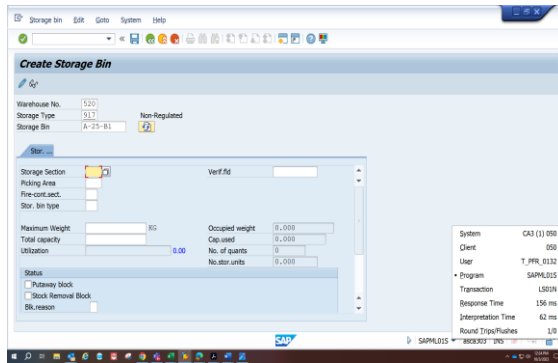 Storage bin Edit Goto System Help
Create Storage Bin
Warehouse No. 520
Storage Type 917 Non-Regulated
Storage Bin A-25-B1
Stor. ...
Storage Section Verif.fld
Picking Area
Fire-cont.sect.
Stor. bin type
Maximum Weight KG Occupied weight 0.000
Total capacity Cap.used 0.000
Utilization 0.00 No. of quants 0
No.stor.units 0.000
Status
Putaway block
Stock Removal Block
Blk.reason
System CA3 (1) 050
Client 050
User T_PFR_0132
Program SAPML01S
Transaction LS01N
Response Time 156 ms
Interpretation Time 62 ms
Round Trips/Flushes 1/0
SAP
SAPML01S ascac303 INS